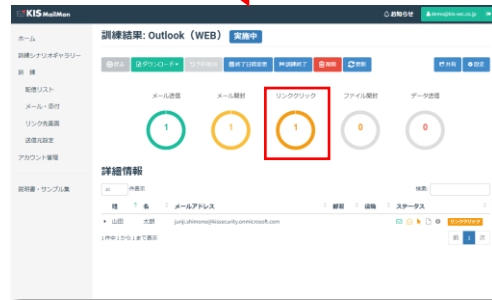 KIS MailMon
お知らせ
demo@kis-sec.co.jp
ホーム
訓練シナリオギャラリー
訓 練
配信リスト
メール・添付
リンク先画面
送信元設定
アカウント管理
説明書・サンプル集
訓練結果: Outlook（WEB） 実施中
戻る ダウンロード 終了日時変更 訓練終了 削除 更新 共有 設定
メール送信 メール開封 リンククリック ファイル開封 データ送信
1 1 1 0 0
詳細情報
件表示 検索:
姓 名 メールアドレス 部署 ステータス
山田 太郎 junji.shimono@kissecurity.onmicrosoft.com リンククリック
1件中1から1まで表示 前 1 次